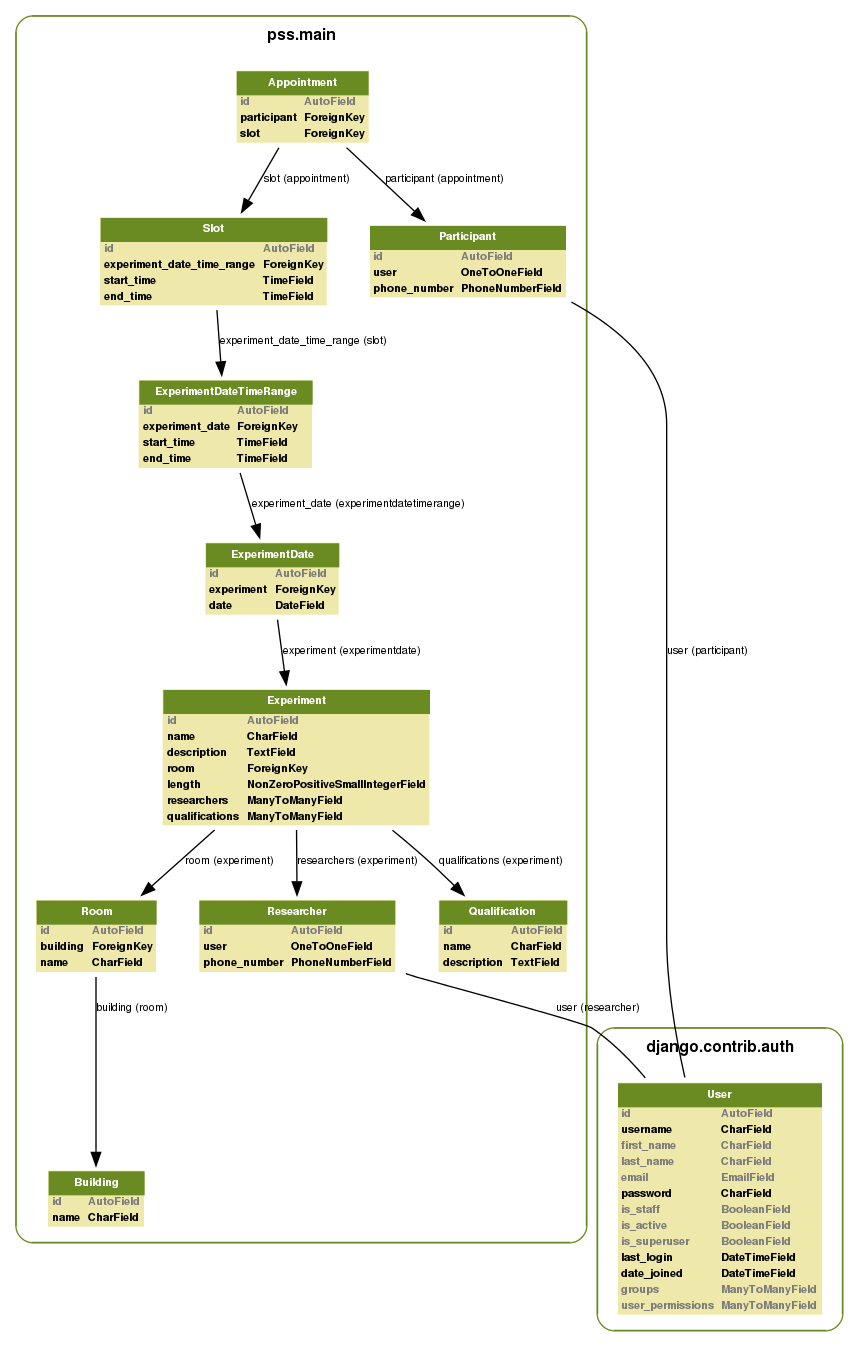 pss.main
Appointment
id AutoField
participant ForeignKey
slot ForeignKey
slot (appointment)
participant (appointment)
Slot
id AutoField
experiment_date_time_range ForeignKey
start_time TimeField
end_time TimeField
Participant
id AutoField
user OneToOneField
phone_number PhoneNumberField
experiment_date_time_range (slot)
ExperimentDateTimeRange
id AutoField
experiment_date ForeignKey
start_time TimeField
end_time TimeField
experiment_date (experimentdatetimerange)
ExperimentDate
id AutoField
experiment ForeignKey
date DateField
experiment (experimentdate)
user (participant)
Experiment
id AutoField
name CharField
description TextField
room ForeignKey
length NonZeroPositiveSmallIntegerField
researchers ManyToManyField
qualifications ManyToManyField
room (experiment)
researchers (experiment)
qualifications (experiment)
Room
id AutoField
building ForeignKey
name CharField
Researcher
id AutoField
user OneToOneField
phone_number PhoneNumberField
Qualification
id AutoField
name CharField
description TextField
building (room)
user (researcher)
django.contrib.auth
User
id AutoField
username CharField
first_name CharField
last_name CharField
email EmailField
password CharField
is_staff BooleanField
is_active BooleanField
is_superuser BooleanField
last_login DateTimeField
date_joined DateTimeField
groups ManyToManyField
user_permissions ManyToManyField
Building
id AutoField
name CharField